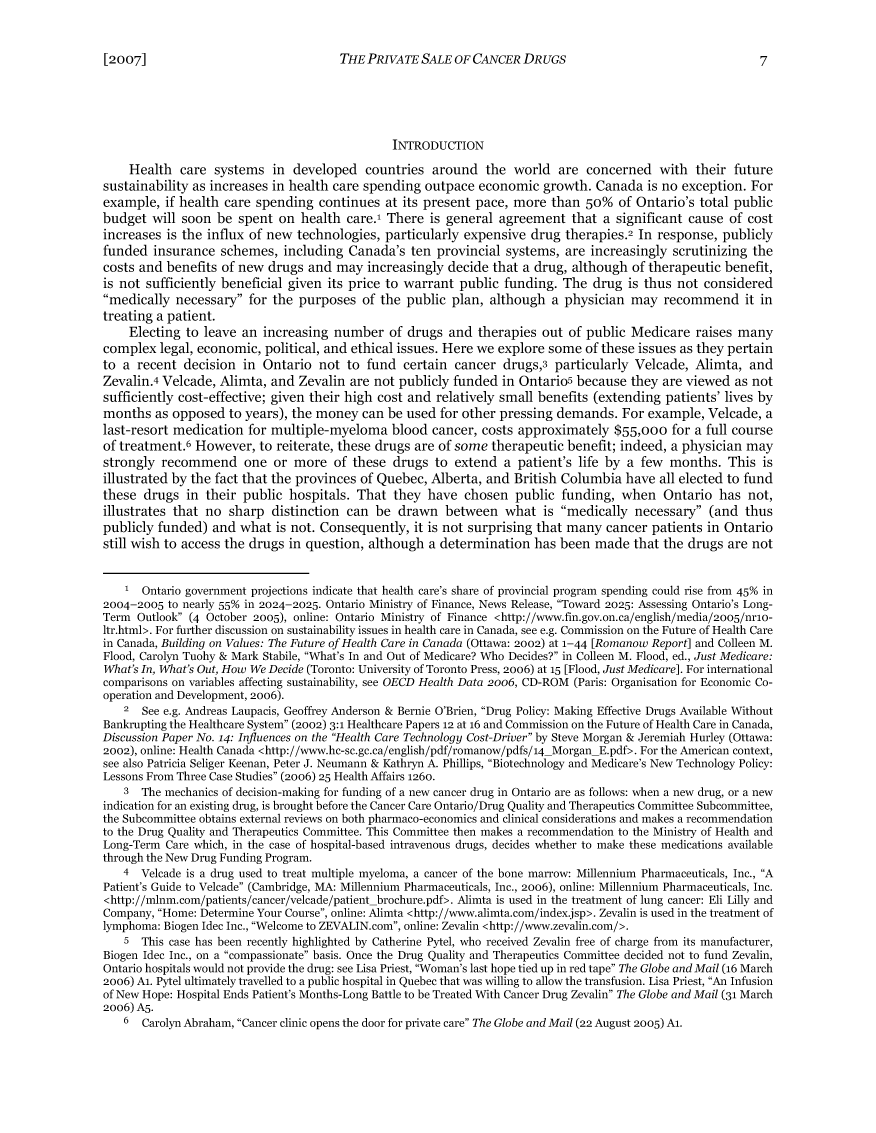 [2007] THE PRIVATE SALE OF CANCER DRUGS 7
INTRODUCTION
Health care systems in developed countries around the world are concerned with their future
sustainability as increases in health care spending outpace economic growth. Canada is no exception. For
example, if health care spending continues at its present pace, more than 50% of Ontario's total public
budget will soon be spent on health care.¹ There is general agreement that a significant cause of cost
increases is the influx of new technologies, particularly expensive drug therapies.² In response, publicly
funded insurance schemes, including Canada's ten provincial systems, are increasingly scrutinizing the
costs and benefits of new drugs and may increasingly decide that a drug, although of therapeutic benefit,
is not sufficiently beneficial given its price to warrant public funding. The drug is thus not considered
“medically necessary” for the purposes of the public plan, although a physician may recommend it in
treating a patient.
Electing to leave an increasing number of drugs and therapies out of public Medicare raises many
complex legal, economic, political, and ethical issues. Here we explore some of these issues as they pertain
to a recent decision in Ontario not to fund certain cancer drugs,³ particularly Velcade, Alimta, and
Zevalin.⁴ Velcade, Alimta, and Zevalin are not publicly funded in Ontario⁵ because they are viewed as not
sufficiently cost-effective; given their high cost and relatively small benefits (extending patients' lives by
months as opposed to years), the money can be used for other pressing demands. For example, Velcade, a
last-resort medication for multiple-myeloma blood cancer, costs approximately $55,000 for a full course
of treatment.⁶ However, to reiterate, these drugs are of some therapeutic benefit; indeed, a physician may
strongly recommend one or more of these drugs to extend a patient's life by a few months. This is
illustrated by the fact that the provinces of Quebec, Alberta, and British Columbia have all elected to fund
these drugs in their public hospitals. That they have chosen public funding, when Ontario has not,
illustrates that no sharp distinction can be drawn between what is “medically necessary” (and thus
publicly funded) and what is not. Consequently, it is not surprising that many cancer patients in Ontario
still wish to access the drugs in question, although a determination has been made that the drugs are not
1 Ontario government projections indicate that health care's share of provincial program spending could rise from 45% in
2004–2005 to nearly 55% in 2024–2025. Ontario Ministry of Finance, News Release, “Toward 2025: Assessing Ontario's Long-
Term Outlook” (4 October 2005), online: Ontario Ministry of Finance <http://www.fin.gov.on.ca/english/media/2005/nr10-
ltr.html>. For further discussion on sustainability issues in health care in Canada, see e.g. Commission on the Future of Health Care
in Canada, Building on Values: The Future of Health Care in Canada (Ottawa: 2002) at 1–44 [Romanow Report] and Colleen M.
Flood, Carolyn Tuohy & Mark Stabile, “What's In and Out of Medicare? Who Decides?” in Colleen M. Flood, ed., Just Medicare:
What's In, What's Out, How We Decide (Toronto: University of Toronto Press, 2006) at 15 [Flood, Just Medicare]. For international
comparisons on variables affecting sustainability, see OECD Health Data 2006, CD-ROM (Paris: Organisation for Economic Co-
operation and Development, 2006).
2 See e.g. Andreas Laupacis, Geoffrey Anderson & Bernie O'Brien, “Drug Policy: Making Effective Drugs Available Without
Bankrupting the Healthcare System” (2002) 3:1 Healthcare Papers 12 at 16 and Commission on the Future of Health Care in Canada,
Discussion Paper No. 14: Influences on the “Health Care Technology Cost-Driver” by Steve Morgan & Jeremiah Hurley (Ottawa:
2002), online: Health Canada <http://www.hc-sc.gc.ca/english/pdf/romanow/pdfs/14_Morgan_E.pdf>. For the American context,
see also Patricia Seliger Keenan, Peter J. Neumann & Kathryn A. Phillips, “Biotechnology and Medicare's New Technology Policy:
Lessons From Three Case Studies” (2006) 25 Health Affairs 1260.
3 The mechanics of decision-making for funding of a new cancer drug in Ontario are as follows: when a new drug, or a new
indication for an existing drug, is brought before the Cancer Care Ontario/Drug Quality and Therapeutics Committee Subcommittee,
the Subcommittee obtains external reviews on both pharmaco-economics and clinical considerations and makes a recommendation
to the Drug Quality and Therapeutics Committee. This Committee then makes a recommendation to the Ministry of Health and
Long-Term Care which, in the case of hospital-based intravenous drugs, decides whether to make these medications available
through the New Drug Funding Program.
4 Velcade is a drug used to treat multiple myeloma, a cancer of the bone marrow: Millennium Pharmaceuticals, Inc., “A
Patient's Guide to Velcade” (Cambridge, MA: Millennium Pharmaceuticals, Inc., 2006), online: Millennium Pharmaceuticals, Inc.
<http://mlnm.com/patients/cancer/velcade/patient_brochure.pdf>. Alimta is used in the treatment of lung cancer: Eli Lilly and
Company, “Home: Determine Your Course”, online: Alimta <http://www.alimta.com/index.jsp>. Zevalin is used in the treatment of
lymphoma: Biogen Idec Inc., “Welcome to ZEVALIN.com”, online: Zevalin <http://www.zevalin.com/>.
5 This case has been recently highlighted by Catherine Pytel, who received Zevalin free of charge from its manufacturer,
Biogen Idec Inc., on a “compassionate” basis. Once the Drug Quality and Therapeutics Committee decided not to fund Zevalin,
Ontario hospitals would not provide the drug: see Lisa Priest, “Woman's last hope tied up in red tape” The Globe and Mail (16 March
2006) A1. Pytel ultimately travelled to a public hospital in Quebec that was willing to allow the transfusion. Lisa Priest, “An Infusion
of New Hope: Hospital Ends Patient's Months-Long Battle to be Treated With Cancer Drug Zevalin” The Globe and Mail (31 March
2006) A5.
6 Carolyn Abraham, “Cancer clinic opens the door for private care” The Globe and Mail (22 August 2005) A1.